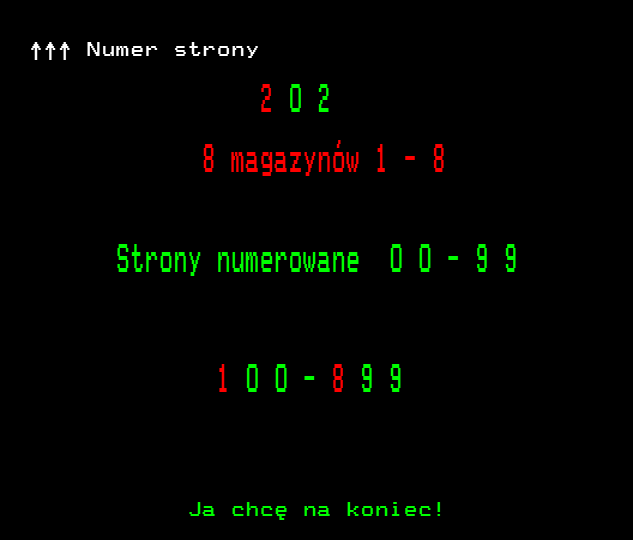 ↑↑↑ Numer strony
2 0 2
8 magazynów 1 - 8
Strony numerowane 0 0 - 9 9
1 0 0 - 8 9 9
Ja chcę na koniec!